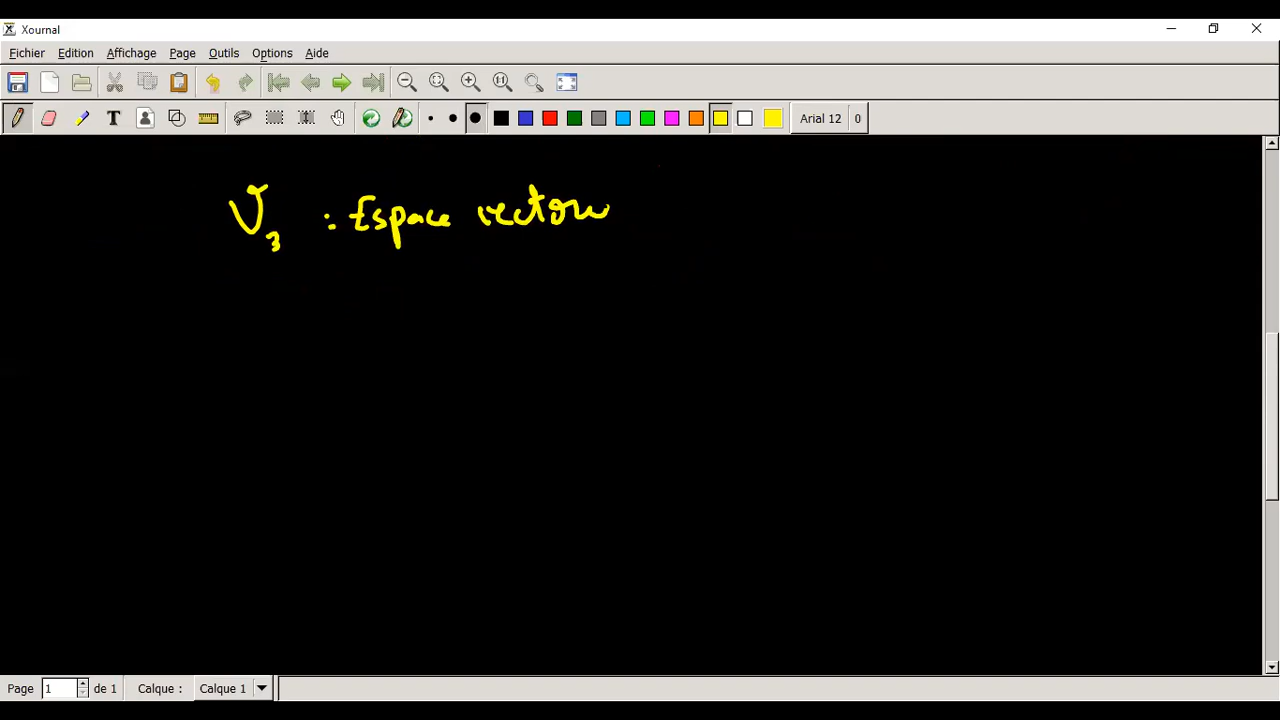 Xournal
Fichier Edition Affichage Page Outils Options Aide
Arial 12 0
V3 : Espace vectoriu
Page 1 de 1 Calque : Calque 1